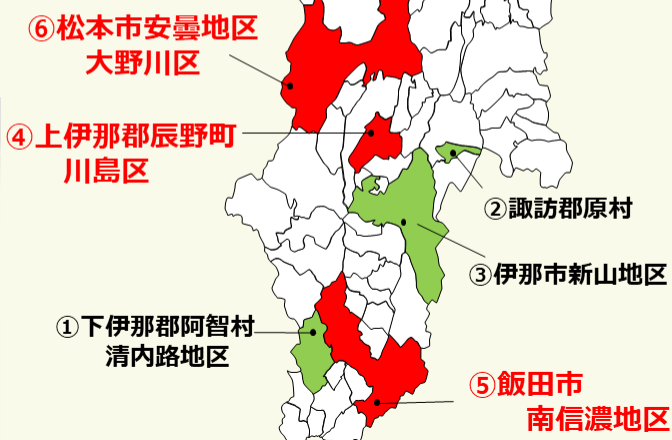 ⑥松本市安曇地区
大野川区
④上伊那郡辰野町
川島区
②諏訪郡原村
③伊那市新山地区
①下伊那郡阿智村
清内路地区
⑤飯田市
南信濃地区